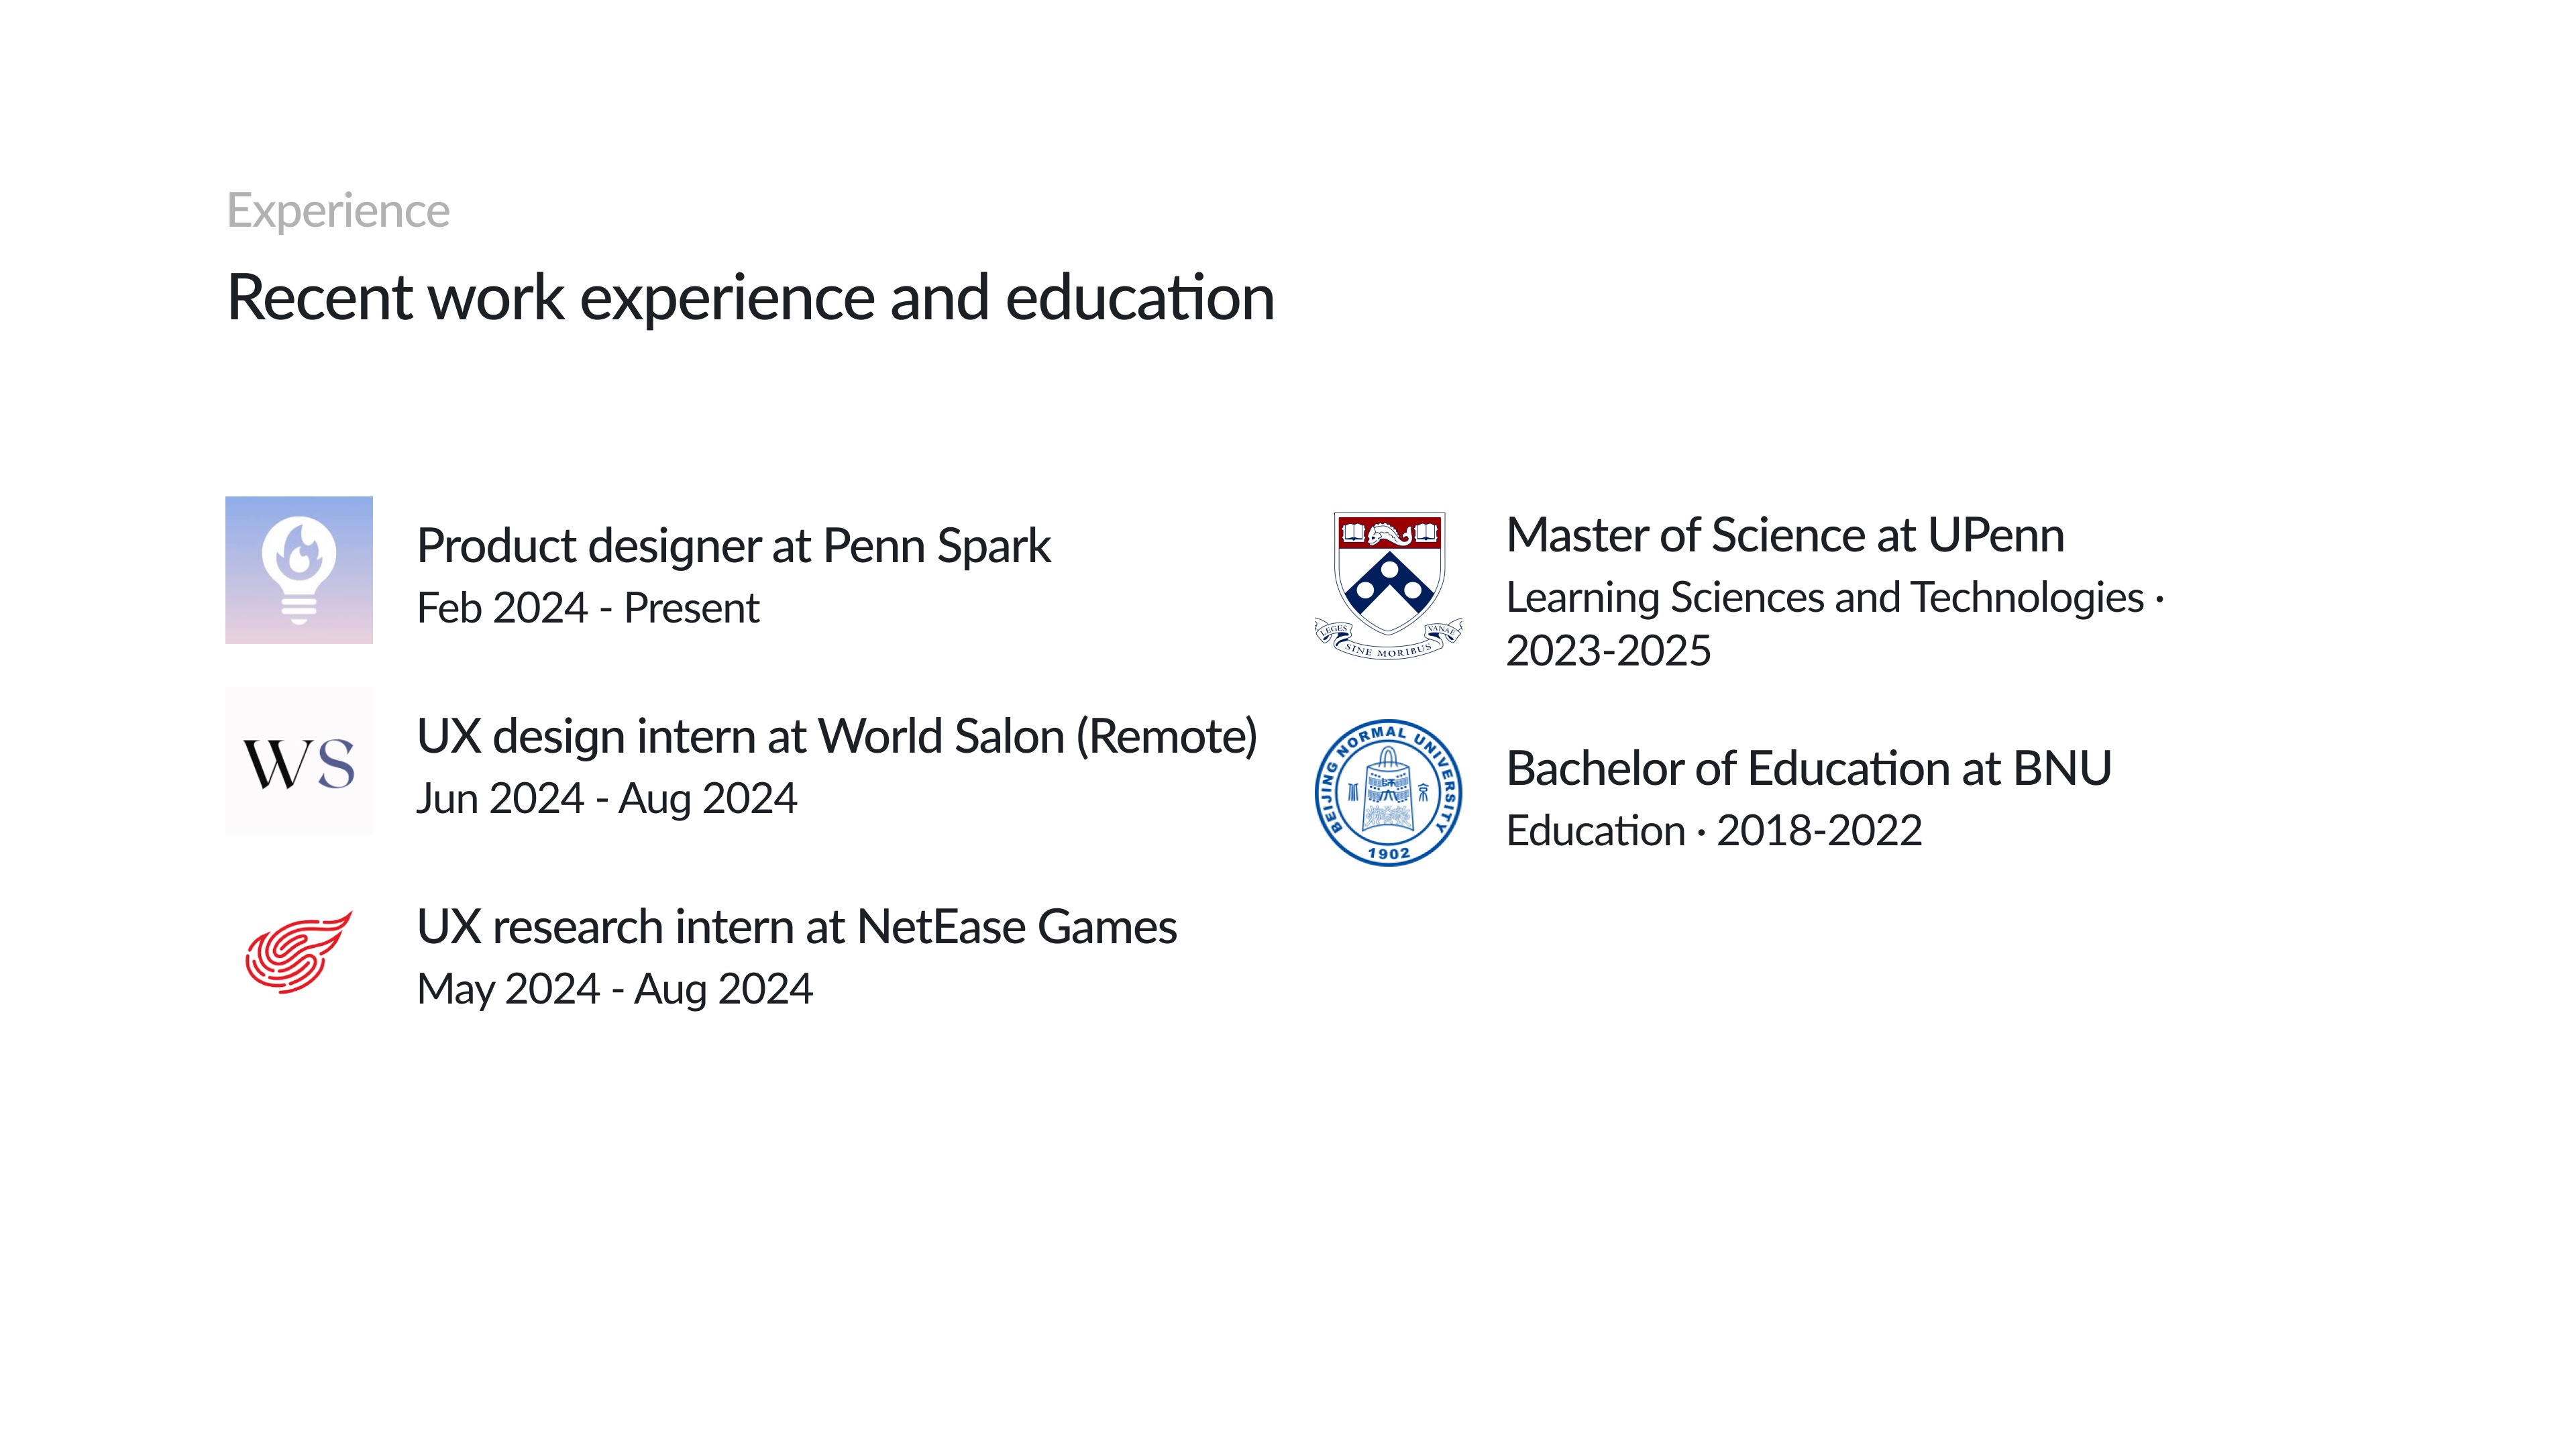 Experience
Recent work experience and education
Product designer at Penn Spark
Feb 2024 - Present
WS
UX design intern at World Salon (Remote)
Jun 2024 - Aug 2024
UX research intern at NetEase Games
May 2024 - Aug 2024
LEGES SINE MORIBUS VANAE
Master of Science at UPenn
Learning Sciences and Technologies ·
2023-2025
BEIJING NORMAL UNIVERSITY
1902
Bachelor of Education at BNU
Education · 2018-2022